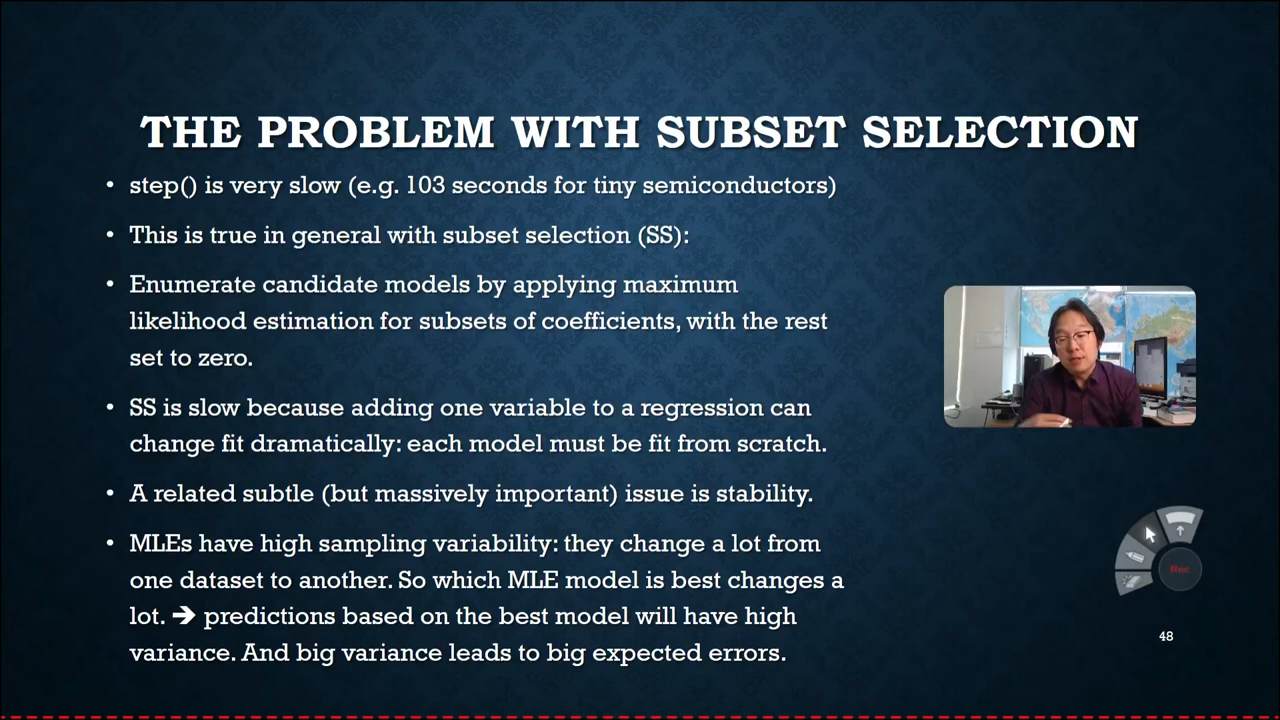 THE PROBLEM WITH SUBSET SELECTION
• step() is very slow (e.g. 103 seconds for tiny semiconductors)
• This is true in general with subset selection (SS):
• Enumerate candidate models by applying maximum
likelihood estimation for subsets of coefficients, with the rest
set to zero.
• SS is slow because adding one variable to a regression can
change fit dramatically: each model must be fit from scratch.
• A related subtle (but massively important) issue is stability.
• MLEs have high sampling variability: they change a lot from
one dataset to another. So which MLE model is best changes a
lot. ➔ predictions based on the best model will have high
variance. And big variance leads to big expected errors.
Rec
48